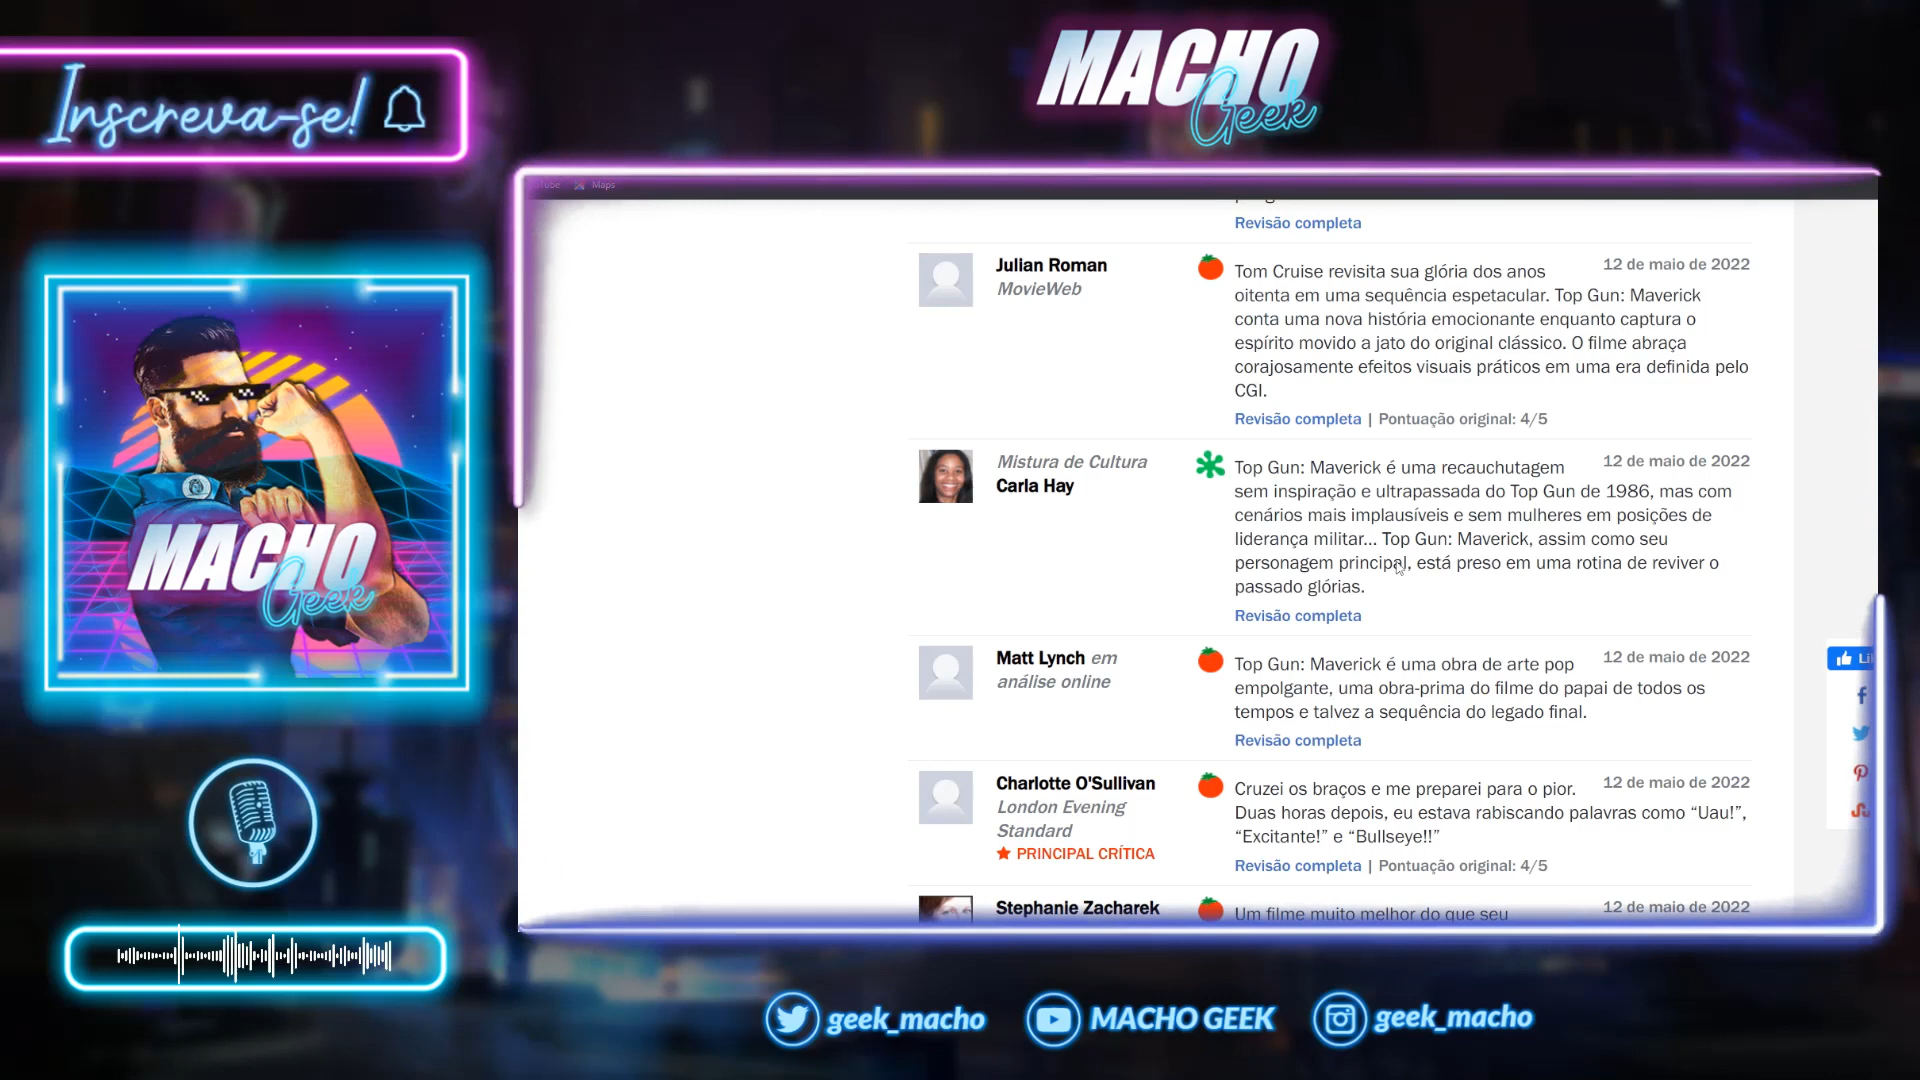 Inscreva-se!
MACHO
Geek
Maps
Revisão completa
Julian Roman
MovieWeb
12 de maio de 2022
Tom Cruise revisita sua glória dos anos
oitenta em uma sequência espetacular. Top Gun: Maverick
conta uma nova história emocionante enquanto captura o
espírito movido a jato do original clássico. O filme abraça
corajosamente efeitos visuais práticos em uma era definida pelo
CGI.
Revisão completa | Pontuação original: 4/5
Mistura de Cultura
Carla Hay
12 de maio de 2022
Top Gun: Maverick é uma recauchutagem
sem inspiração e ultrapassada do Top Gun de 1986, mas com
cenários mais implausíveis e sem mulheres em posições de
liderança militar... Top Gun: Maverick, assim como seu
personagem principal, está preso em uma rotina de reviver o
passado glórias.
Revisão completa
Matt Lynch em
análise online
12 de maio de 2022
Top Gun: Maverick é uma obra de arte pop
empolgante, uma obra-prima do filme do papai de todos os
tempos e talvez a sequência do legado final.
Revisão completa
Charlotte O'Sullivan
London Evening
Standard
PRINCIPAL CRÍTICA
12 de maio de 2022
Cruzei os braços e me preparei para o pior.
Duas horas depois, eu estava rabiscando palavras como “Uau!”,
“Excitante!” e “Bullseye!!”
Revisão completa | Pontuação original: 4/5
Stephanie Zacharek
12 de maio de 2022
Um filme muito melhor do que seu
MACHO
Geek
geek_macho
MACHO GEEK
geek_macho